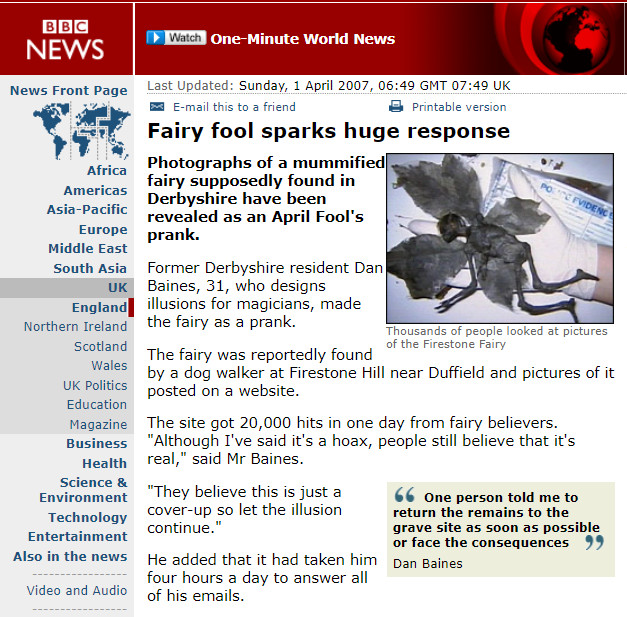 BBC
NEWS
Watch One-Minute World News
News Front Page
Africa
Americas
Asia-Pacific
Europe
Middle East
South Asia
UK
England
Northern Ireland
Scotland
Wales
UK Politics
Education
Magazine
Business
Health
Science &
Environment
Technology
Entertainment
Also in the news
Video and Audio
Last Updated: Sunday, 1 April 2007, 06:49 GMT 07:49 UK
E-mail this to a friend
Printable version
Fairy fool sparks huge response
Photographs of a mummified
fairy supposedly found in
Derbyshire have been
revealed as an April Fool's
prank.
POLICE EVIDENCE
Thousands of people looked at pictures
of the Firestone Fairy
Former Derbyshire resident Dan
Baines, 31, who designs
illusions for magicians, made
the fairy as a prank.
The fairy was reportedly found
by a dog walker at Firestone Hill near Duffield and pictures of it
posted on a website.
The site got 20,000 hits in one day from fairy believers.
"Although I've said it's a hoax, people still believe that it's
real," said Mr Baines.
"They believe this is just a
cover-up so let the illusion
continue."
“ One person told me to
return the remains to the
grave site as soon as possible
or face the consequences ”
Dan Baines
He added that it had taken him
four hours a day to answer all
of his emails.